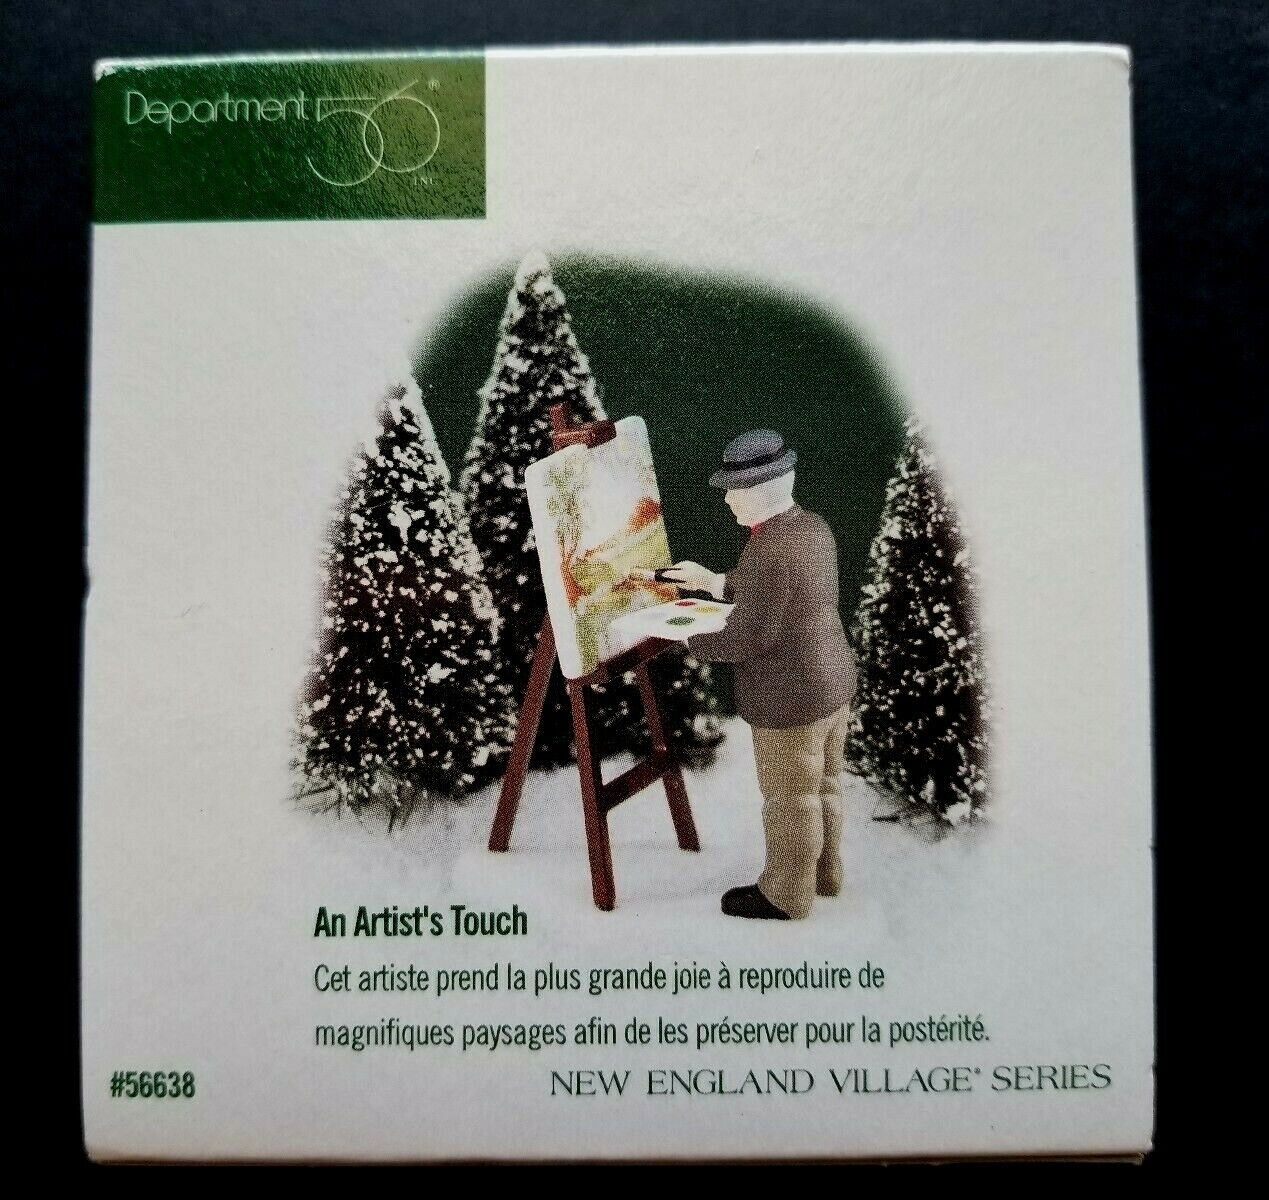 Department 56®
INC.
An Artist's Touch
Cet artiste prend la plus grande joie à reproduire de
magnifiques paysages afin de les préserver pour la postérité.
#56638
NEW ENGLAND VILLAGE® SERIES